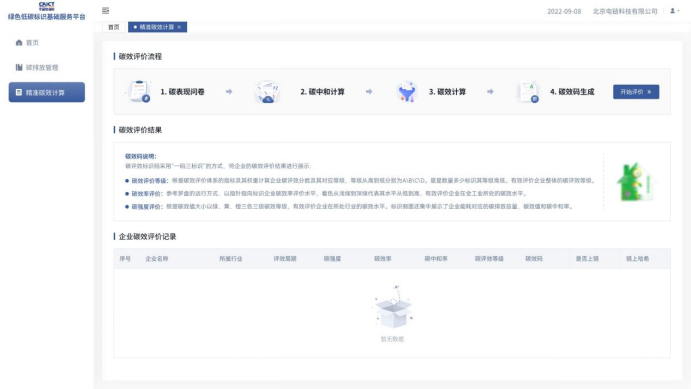 CAICT
中国信通院
绿色低碳标识基础服务平台
2022-09-08 北京电链科技有限公司
首页
精准碳效计算 ×
首页
碳排放管理
精准碳效计算
碳效评价流程
1. 碳表现问卷
2. 碳中和计算
3. 碳效计算
4. 碳效码生成
开始评价 »
碳效评价结果
碳效码说明:
碳评效标识码采用“一码三标识”的方式,将企业的碳效评价结果进行展示:
碳效评价等级:根据碳效评价体系的指标及其权重计算企业碳评效分数及其对应等级,等级从高到低分别为A\B\C\D。星星数量多少标识其等级高低,有效评价企业整体的碳评效等级。
碳效率评价:参考罗盘的运行方式,以指针指向标识企业碳效率评价水平,着色从浅绿到深绿代表其水平从低到高,有效评价企业在全工业所处的碳效水平。
碳强度评价:根据碳效值大小以绿、黄、橙三色三级碳效等级,有效评价企业在所处行业的碳效水平。标识侧面还集中展示了企业能耗对应的碳排放总量、碳效值和碳中和率。
企业碳效评价记录
序号 企业名称 所属行业 评效周期 碳强度 碳效率 碳中和率 碳评效等级 碳效码 是否上链 链上哈希
暂无数据